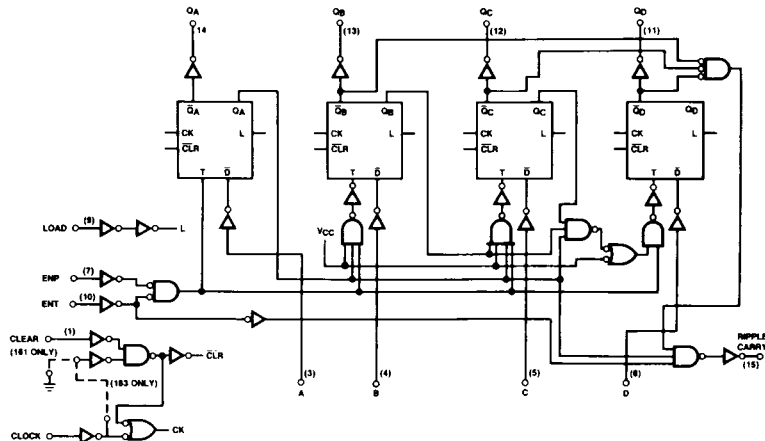 QA QB QC QD
14 (13) (12) (11)
Q̅A QA Q̅B QB Q̅C QC Q̅D QD
CK L CK L CK L CK L
C̅L̅R̅ C̅L̅R̅ C̅L̅R̅ C̅L̅R̅
T D̅ T D̅ T D̅ T D̅
LOAD (9) L
VCC
ENP (7)
ENT (10)
CLEAR (1)
(161 ONLY)
C̅L̅R̅
(163 ONLY)
RIPPLE
CARRY
(15)
(3) (4) (5) (6)
A B C D
CLOCK CK